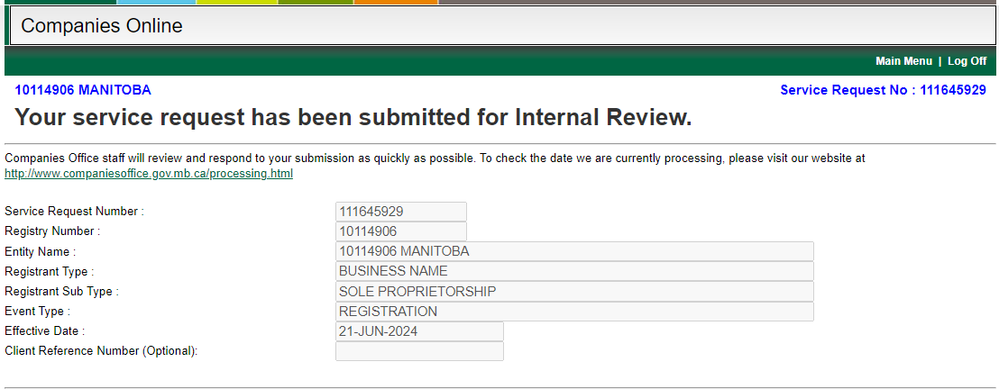 Companies Online
Main Menu | Log Off
10114906 MANITOBA Service Request No : 111645929
Your service request has been submitted for Internal Review.
Companies Office staff will review and respond to your submission as quickly as possible. To check the date we are currently processing, please visit our website at
http://www.companiesoffice.gov.mb.ca/processing.html
Service Request Number : 111645929
Registry Number : 10114906
Entity Name : 10114906 MANITOBA
Registrant Type : BUSINESS NAME
Registrant Sub Type : SOLE PROPRIETORSHIP
Event Type : REGISTRATION
Effective Date : 21-JUN-2024
Client Reference Number (Optional):